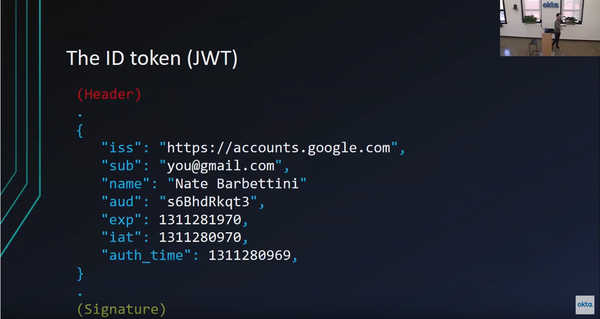 okta
The ID token (JWT)
(Header)
.
{
"iss": "https://accounts.google.com",
"sub": "you@gmail.com",
"name": "Nate Barbettini"
"aud": "s6BhdRkqt3",
"exp": 1311281970,
"iat": 1311280970,
"auth_time": 1311280969,
}
.
(Signature)
okta